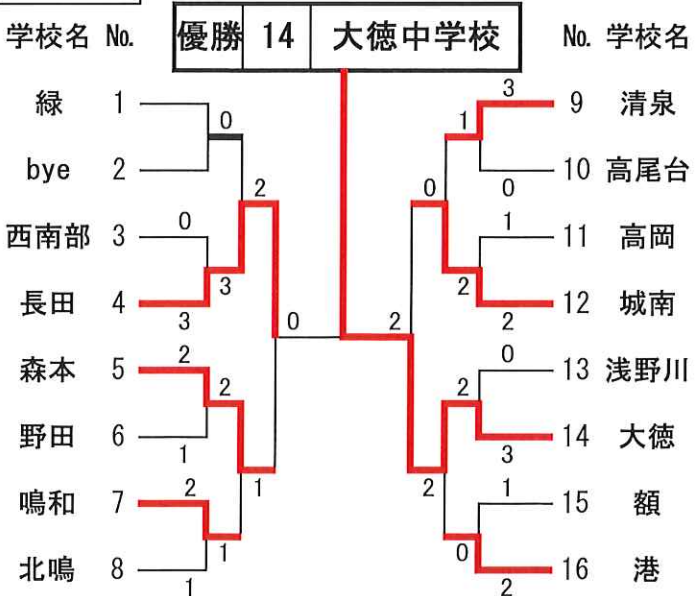 学校名 No. 優勝 14 大徳中学校 No. 学校名
緑 1 3 9 清泉
0 1
bye 2 10 高尾台
2 0 0
西南部 3 0 1 11 高岡
3 2
長田 4 3 2 12 城南
0 2
森本 5 2 0 13 浅野川
2 2
野田 6 1 3 14 大徳
1 2
鳴和 7 2 1 15 額
1 0
北鳴 8 1 2 16 港